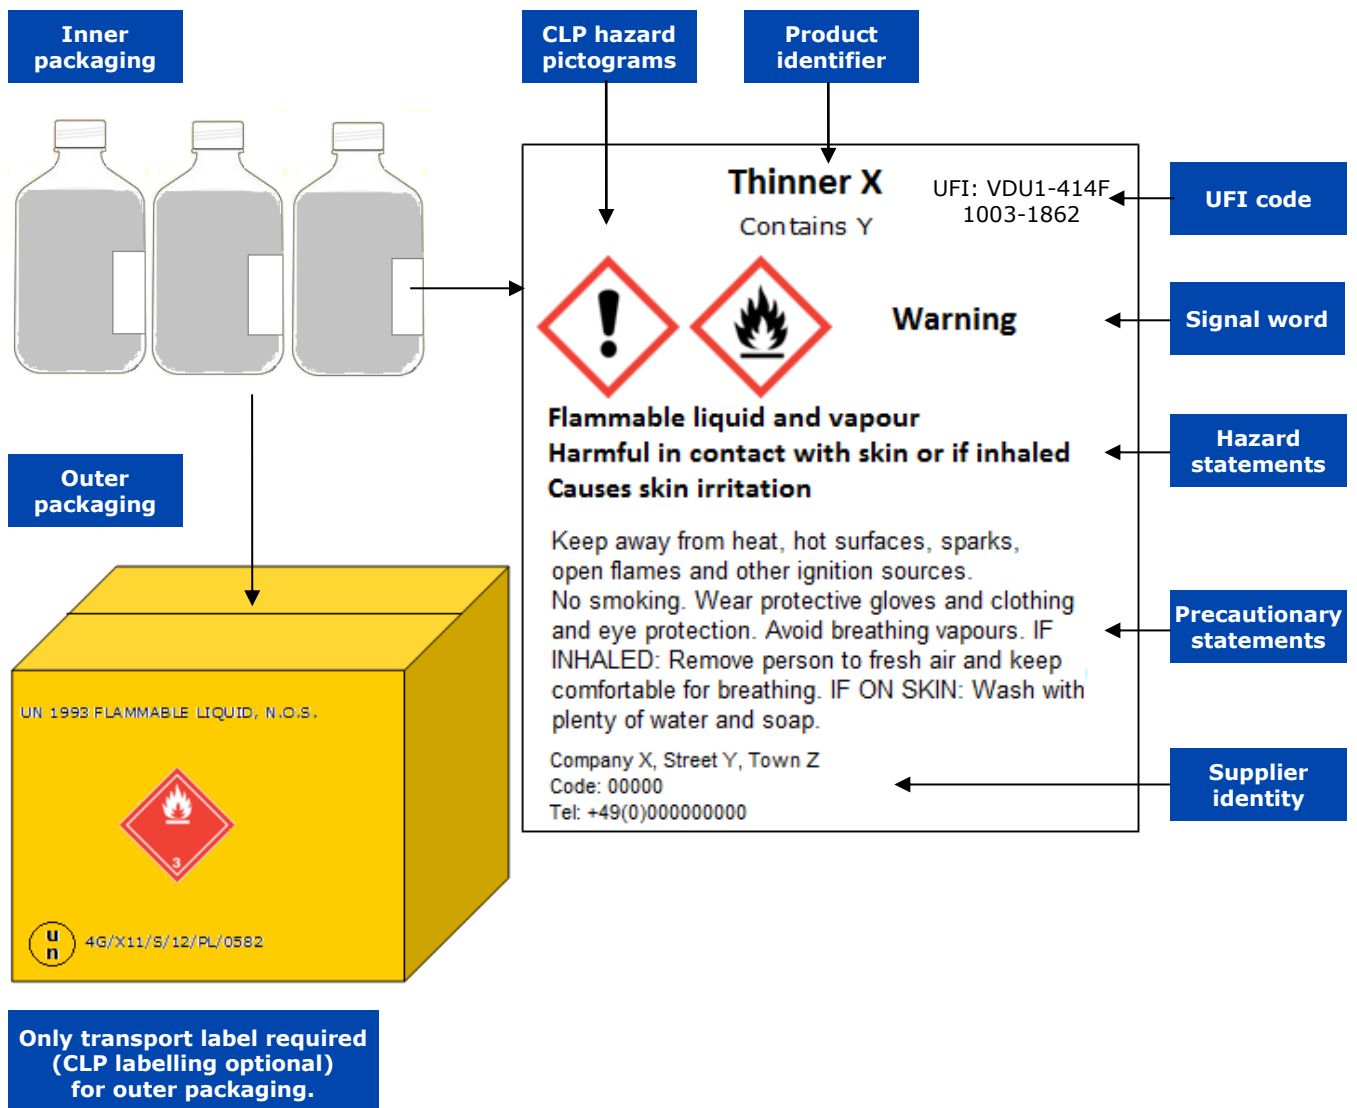 Inner
packaging
CLP hazard
pictograms
Product
identifier
Thinner X
Contains Y
UFI: VDU1-414F
1003-1862
UFI code
Warning
Signal word
Flammable liquid and vapour
Harmful in contact with skin or if inhaled
Causes skin irritation
Hazard
statements
Outer
packaging
Keep away from heat, hot surfaces, sparks,
open flames and other ignition sources.
No smoking. Wear protective gloves and clothing
and eye protection. Avoid breathing vapours. IF
INHALED: Remove person to fresh air and keep
comfortable for breathing. IF ON SKIN: Wash with
plenty of water and soap.
Precautionary
statements
Company X, Street Y, Town Z
Code: 00000
Tel: +49(0)000000000
Supplier
identity
UN 1993 FLAMMABLE LIQUID, N.O.S.
3
u
n
4G/X11/S/12/PL/0582
Only transport label required
(CLP labelling optional)
for outer packaging.